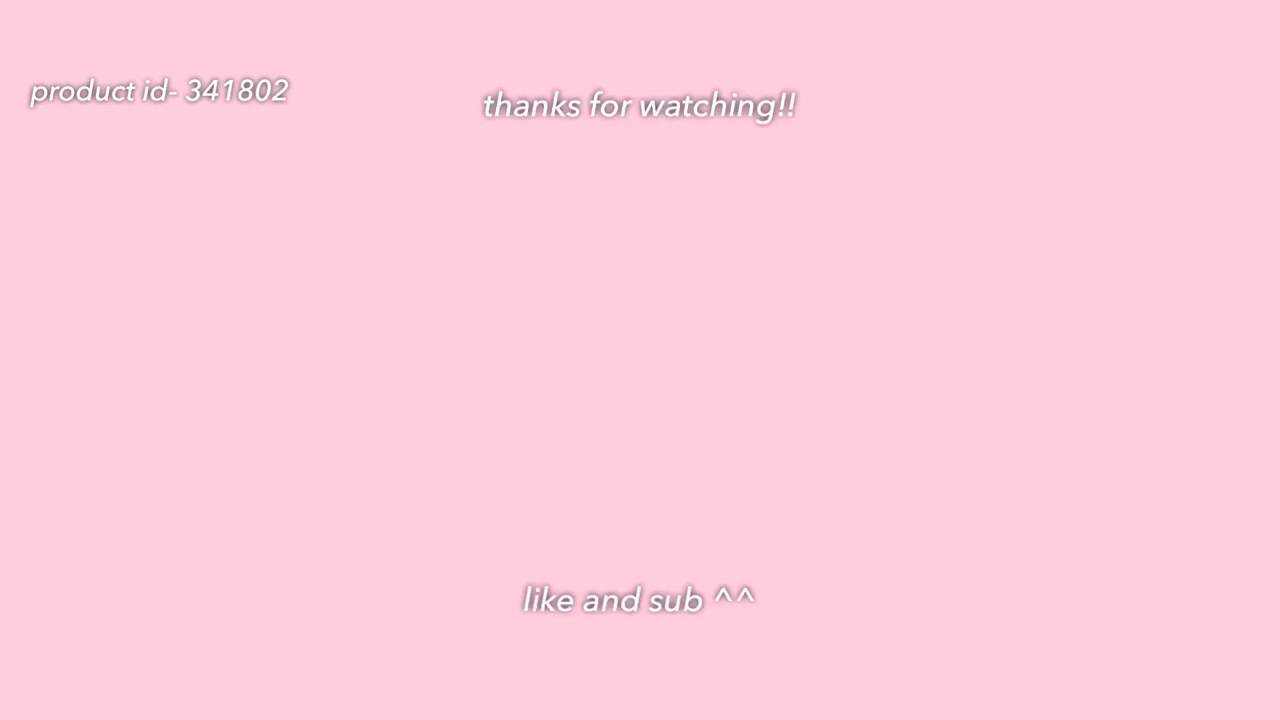 product id- 341802
thanks for watching!!
like and sub ^^